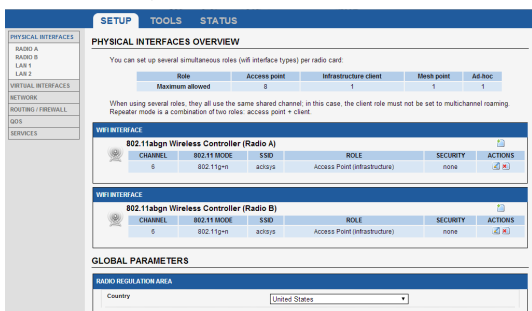 SETUP TOOLS STATUS
PHYSICAL INTERFACES
RADIO A
RADIO B
LAN 1
LAN 2
VIRTUAL INTERFACES
NETWORK
ROUTING / FIREWALL
QOS
SERVICES
PHYSICAL INTERFACES OVERVIEW
You can set up several simultaneous roles (wifi interface types) per radio card:
Role Access point Infrastructure client Mesh point Ad-hoc
Maximum allowed 8 1 1 1
When using several roles, they all use the same shared channel; in this case, the client role must not be set to multichannel roaming.
Repeater mode is a combination of two roles: access point + client.
WIFI INTERFACE
802.11abgn Wireless Controller (Radio A)
CHANNEL 802.11 MODE SSID ROLE SECURITY ACTIONS
6 802.11g+n acksys Access Point (infrastructure) none
WIFI INTERFACE
802.11abgn Wireless Controller (Radio B)
CHANNEL 802.11 MODE SSID ROLE SECURITY ACTIONS
6 802.11g+n acksys Access Point (infrastructure) none
GLOBAL PARAMETERS
RADIO REGULATION AREA
Country United States